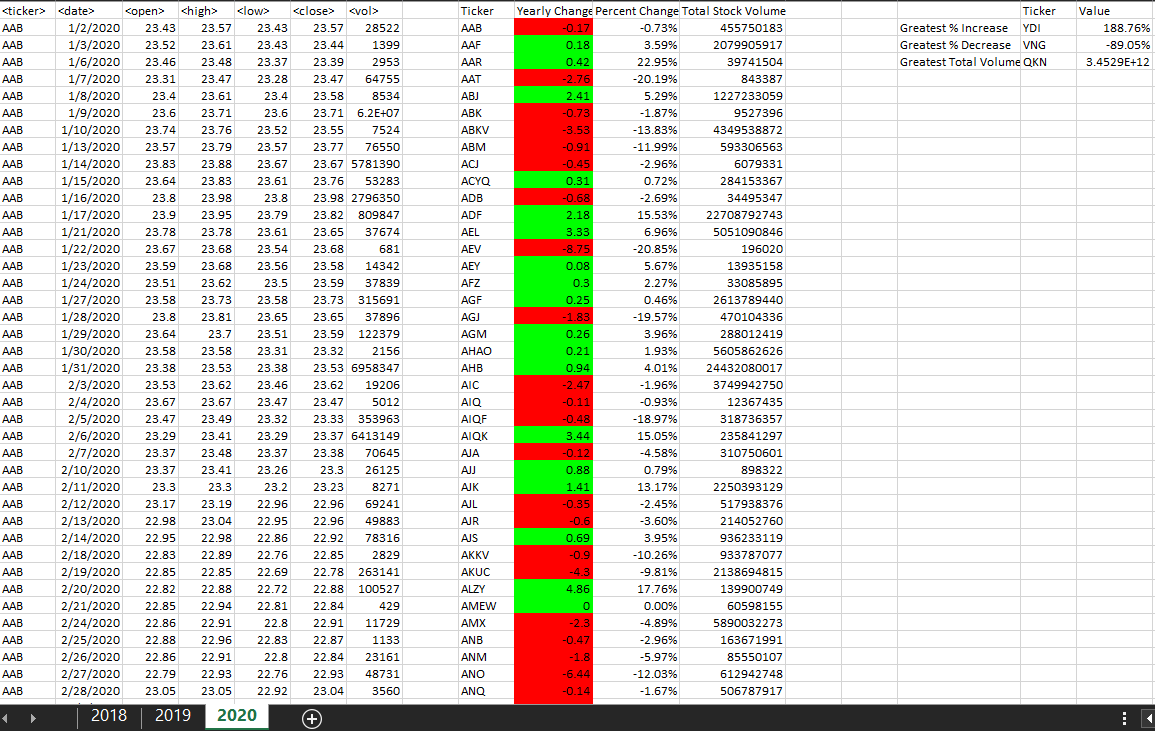 <ticker> <date> <open> <high> <low> <close> <vol> Ticker Yearly Change Percent Change Total Stock Volume Ticker Value
AAB 1/2/2020 23.43 23.57 23.43 23.57 28522 AAB -0.17 -0.73% 455750183 Greatest % Increase YDI 188.76%
AAB 1/3/2020 23.52 23.61 23.43 23.44 1399 AAF 0.18 3.59% 2079905917 Greatest % Decrease VNG -89.05%
AAB 1/6/2020 23.46 23.48 23.37 23.39 2953 AAR 0.42 22.95% 39741504 Greatest Total Volume QKN 3.4529E+12
AAB 1/7/2020 23.31 23.47 23.28 23.47 64755 AAT -2.76 -20.19% 843387
AAB 1/8/2020 23.4 23.61 23.4 23.58 8534 ABJ 2.41 5.29% 1227233059
AAB 1/9/2020 23.6 23.71 23.6 23.71 6.2E+07 ABK -0.73 -1.87% 9527396
AAB 1/10/2020 23.74 23.76 23.52 23.55 7524 ABKV -3.53 -13.83% 4349538872
AAB 1/13/2020 23.57 23.79 23.57 23.77 76550 ABM -0.91 -11.99% 593306563
AAB 1/14/2020 23.83 23.88 23.67 23.67 5781390 ACJ -0.45 -2.96% 6079331
AAB 1/15/2020 23.64 23.83 23.61 23.76 53283 ACYQ 0.31 0.72% 284153367
AAB 1/16/2020 23.8 23.98 23.8 23.98 2796350 ADB -0.68 -2.69% 34495347
AAB 1/17/2020 23.9 23.95 23.79 23.82 809847 ADF 2.18 15.53% 22708792743
AAB 1/21/2020 23.78 23.78 23.61 23.65 37674 AEL 3.33 6.96% 5051090846
AAB 1/22/2020 23.67 23.68 23.54 23.68 681 AEV -8.75 -20.85% 196020
AAB 1/23/2020 23.59 23.68 23.56 23.58 14342 AEY 0.08 5.67% 13935158
AAB 1/24/2020 23.51 23.62 23.5 23.59 37839 AFZ 0.3 2.27% 33085895
AAB 1/27/2020 23.58 23.73 23.58 23.73 315691 AGF 0.25 0.46% 2613789440
AAB 1/28/2020 23.8 23.81 23.65 23.65 37896 AGJ -1.83 -19.57% 470104336
AAB 1/29/2020 23.64 23.7 23.51 23.59 122379 AGM 0.26 3.96% 288012419
AAB 1/30/2020 23.58 23.58 23.31 23.32 2156 AHAO 0.21 1.93% 5605862626
AAB 1/31/2020 23.38 23.53 23.38 23.53 6958347 AHB 0.94 4.01% 24432080017
AAB 2/3/2020 23.53 23.62 23.46 23.62 19206 AIC -2.47 -1.96% 3749942750
AAB 2/4/2020 23.67 23.67 23.47 23.47 5012 AIQ -0.11 -0.93% 12367435
AAB 2/5/2020 23.47 23.49 23.32 23.33 353963 AIQF -0.48 -18.97% 318736357
AAB 2/6/2020 23.29 23.41 23.29 23.37 6413149 AIQK 3.44 15.05% 235841297
AAB 2/7/2020 23.37 23.48 23.37 23.38 70645 AJA -0.12 -4.58% 310750601
AAB 2/10/2020 23.37 23.41 23.26 23.3 26125 AJJ 0.88 0.79% 898322
AAB 2/11/2020 23.3 23.3 23.2 23.23 8271 AJK 1.41 13.17% 2250393129
AAB 2/12/2020 23.17 23.19 22.96 22.96 69241 AJL -0.35 -2.45% 517938376
AAB 2/13/2020 22.98 23.04 22.95 22.96 49883 AJR -0.6 -3.60% 214052760
AAB 2/14/2020 22.95 22.98 22.86 22.92 78316 AJS 0.69 3.95% 936233119
AAB 2/18/2020 22.83 22.89 22.76 22.85 2829 AKKV -0.9 -10.26% 933787077
AAB 2/19/2020 22.85 22.85 22.69 22.78 263141 AKUC -4.3 -9.81% 2138694815
AAB 2/20/2020 22.82 22.88 22.72 22.88 100527 ALZY 4.86 17.76% 139900749
AAB 2/21/2020 22.85 22.94 22.81 22.84 429 AMEW 0 0.00% 60598155
AAB 2/24/2020 22.86 22.91 22.8 22.91 11729 AMX -2.3 -4.89% 5890032273
AAB 2/25/2020 22.88 22.96 22.83 22.87 1133 ANB -0.47 -2.96% 163671991
AAB 2/26/2020 22.86 22.91 22.8 22.84 23161 ANM -1.8 -5.97% 85550107
AAB 2/27/2020 22.79 22.93 22.76 22.93 48731 ANO -6.44 -12.03% 612942748
AAB 2/28/2020 23.05 23.05 22.92 23.04 3560 ANQ -0.14 -1.67% 506787917
2018 2019 2020